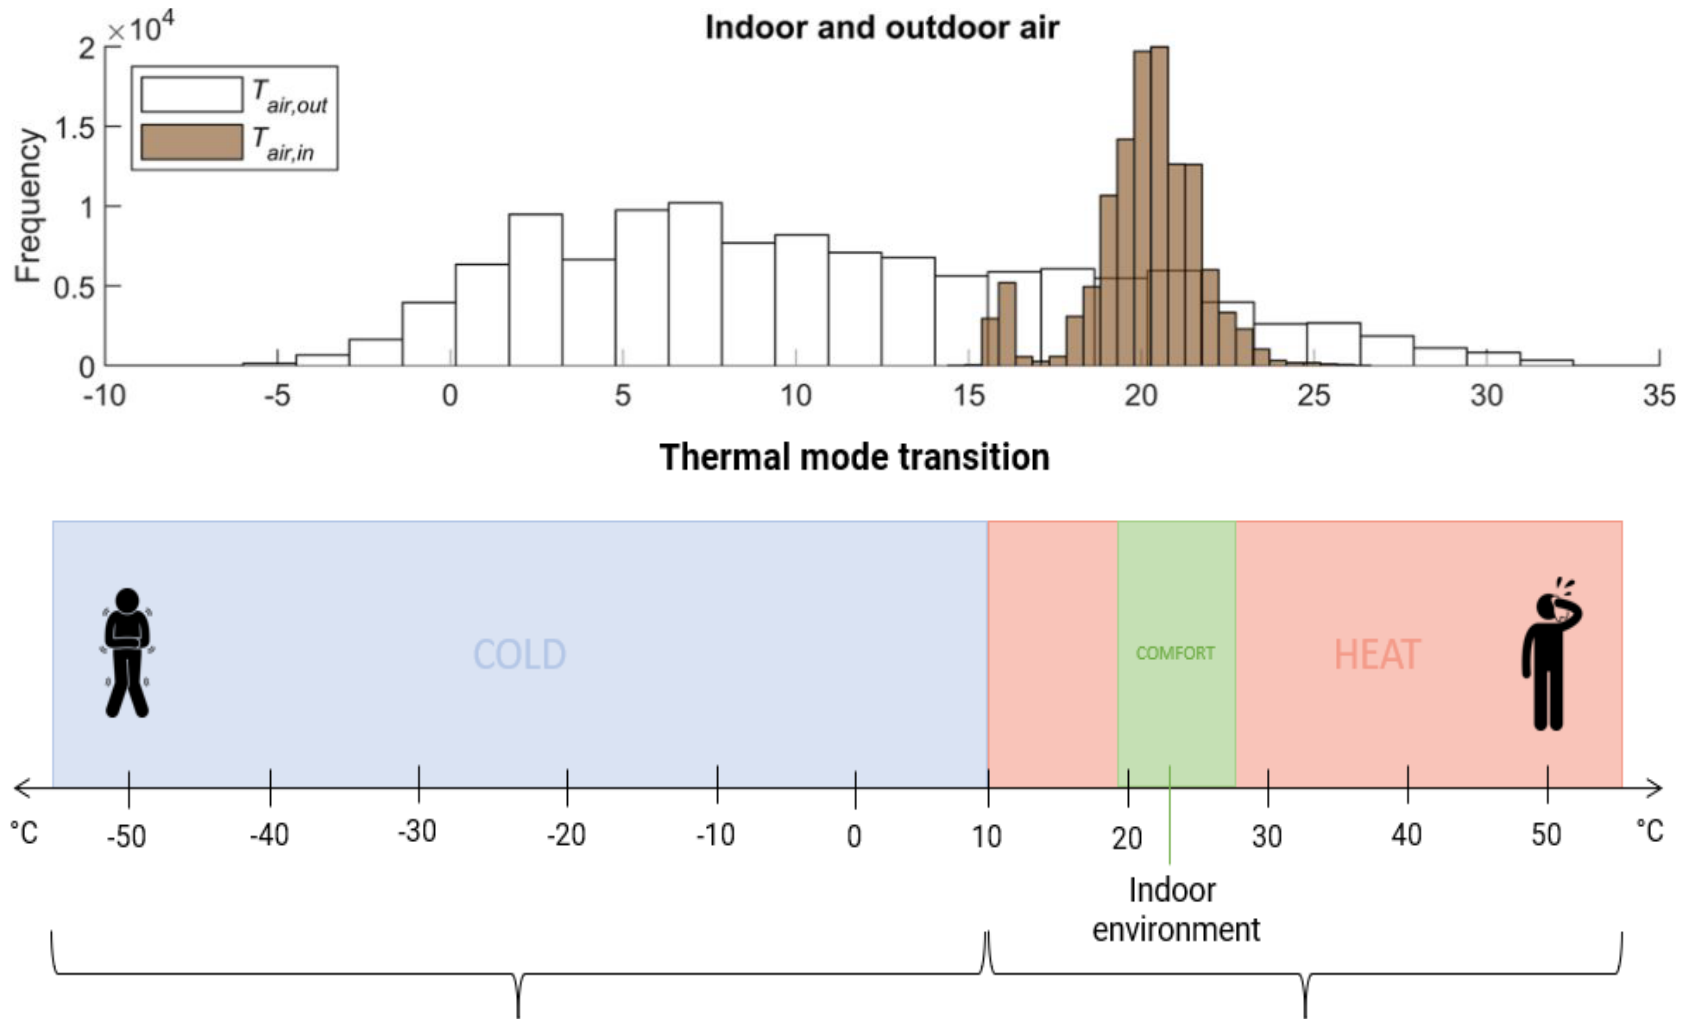 ×10⁴
Indoor and outdoor air
2
1.5
1
0.5
0
Frequency
T air,out
T air,in
-10 -5 0 5 10 15 20 25 30 35
Thermal mode transition
COLD
COMFORT
HEAT
°C -50 -40 -30 -20 -10 0 10 20 30 40 50 °C
Indoor
environment